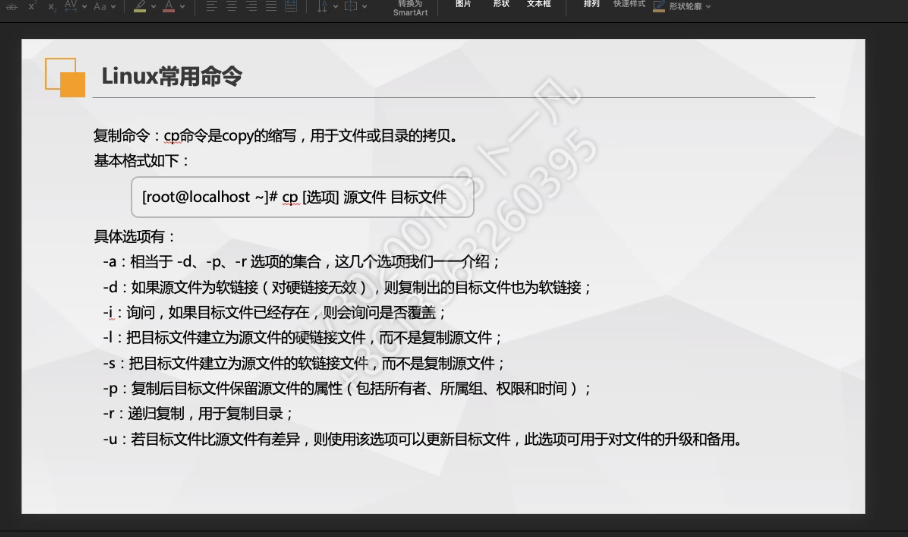 Aa
转换为
SmartArt
图片
形状
文本框
排列
快速样式
形状轮廓
Linux常用命令
复制命令：cp命令是copy的缩写，用于文件或目录的拷贝。
基本格式如下：
[root@localhost ~]# cp [选项] 源文件 目标文件
具体选项有：
-a：相当于 -d、-p、-r 选项的集合，这几个选项我们一一介绍；
-d：如果源文件为软链接（对硬链接无效），则复制出的目标文件也为软链接；
-i：询问，如果目标文件已经存在，则会询问是否覆盖；
-l：把目标文件建立为源文件的硬链接文件，而不是复制源文件；
-s：把目标文件建立为源文件的软链接文件，而不是复制源文件；
-p：复制后目标文件保留源文件的属性（包括所有者、所属组、权限和时间）；
-r：递归复制，用于复制目录；
-u：若目标文件比源文件有差异，则使用该选项可以更新目标文件，此选项可用于对文件的升级和备用。